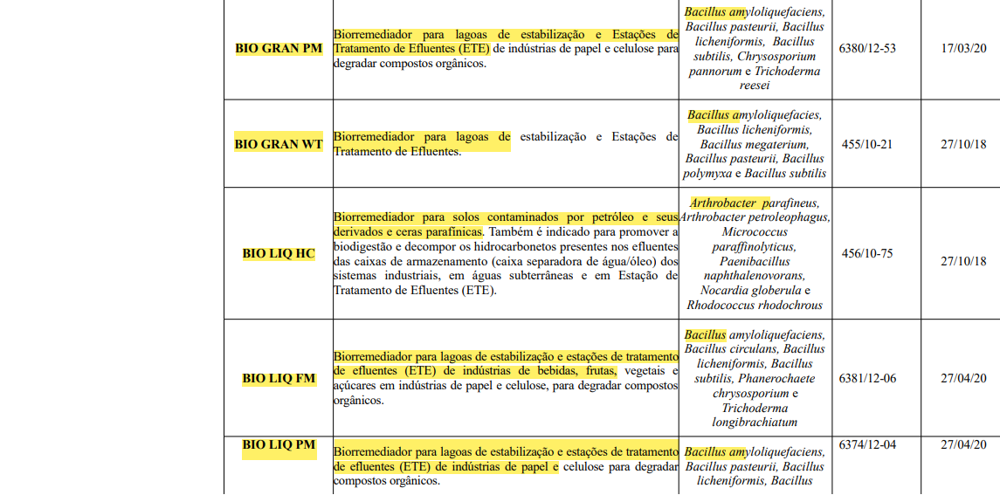 BIO GRAN PM
Biorremediador para lagoas de estabilização e Estações de
Tratamento de Efluentes (ETE) de indústrias de papel e celulose para
degradar compostos orgânicos.
Bacillus amyloliquefaciens,
Bacillus pasteurii, Bacillus
licheniformis, Bacillus
subtilis, Chrysosporium
pannorum e Trichoderma
reesei
6380/12-53
17/03/20
BIO GRAN WT
Biorremediador para lagoas de estabilização e Estações de
Tratamento de Efluentes.
Bacillus amyloliquefacies,
Bacillus licheniformis,
Bacillus megaterium,
Bacillus pasteurii, Bacillus
polymyxa e Bacillus subtilis
455/10-21
27/10/18
BIO LIQ HC
Biorremediador para solos contaminados por petróleo e seus
derivados e ceras parafínicas. Também é indicado para promover a
biodigestão e decompor os hidrocarbonetos presentes nos efluentes
das caixas de armazenamento (caixa separadora de água/óleo) dos
sistemas industriais, em águas subterrâneas e em Estação de
Tratamento de Efluentes (ETE).
Arthrobacter parafineus,
Arthrobacter petroleophagus,
Micrococcus
paraffinolyticus,
Paenibacillus
naphthalenovorans,
Nocardia globerula e
Rhodococcus rhodochrous
456/10-75
27/10/18
BIO LIQ FM
Biorremediador para lagoas de estabilização e estações de tratamento
de efluentes (ETE) de indústrias de bebidas, frutas, vegetais e
açúcares em indústrias de papel e celulose, para degradar compostos
orgânicos.
Bacillus amyloliquefaciens,
Bacillus circulans, Bacillus
licheniformis, Bacillus
subtilis, Phanerochaete
chrysosporium e
Trichoderma
longibrachiatum
6381/12-06
27/04/20
BIO LIQ PM
Biorremediador para lagoas de estabilização e estações de tratamento
de efluentes (ETE) de indústrias de papel e celulose para degradar
compostos orgânicos.
Bacillus amyloliquefaciens,
Bacillus pasteurii, Bacillus
licheniformis, Bacillus
6374/12-04
27/04/20